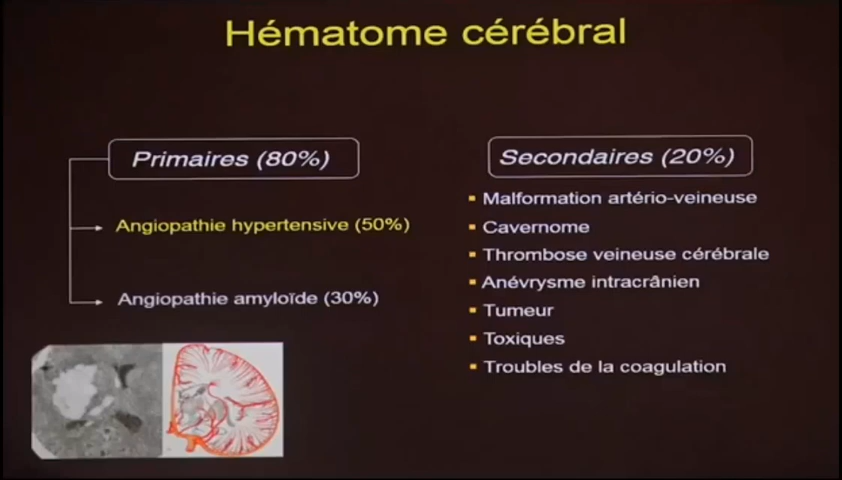 Hématome cérébral
Primaires (80%)
Angiopathie hypertensive (50%)
Angiopathie amyloïde (30%)
Secondaires (20%)
Malformation artério-veineuse
Cavernome
Thrombose veineuse cérébrale
Anévrysme intracrânien
Tumeur
Toxiques
Troubles de la coagulation